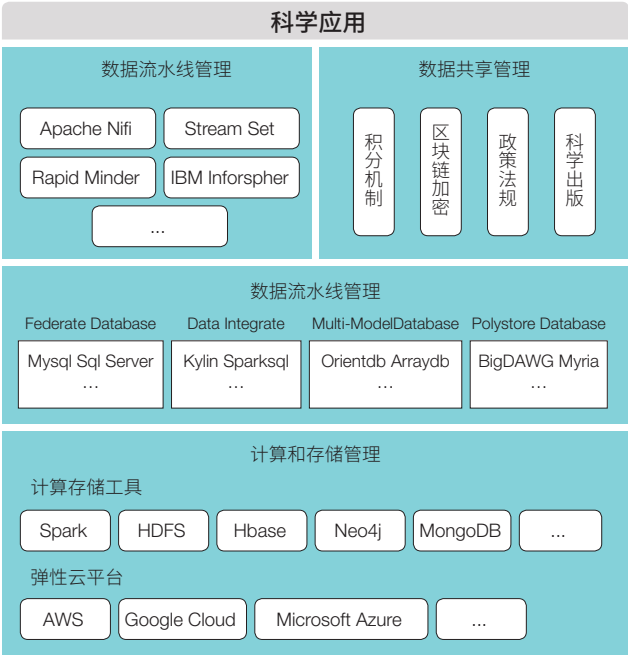 科学应用
数据流水线管理
Apache Nifi
Stream Set
Rapid Minder
IBM Inforspher
...
数据共享管理
积分机制
区块链加密
政策法规
科学出版
数据流水线管理
Federate Database
Data Integrate
Multi-ModelDatabase
Polystore Database
Mysql Sql Server
...
Kylin Sparksql
...
Orientdb Arraydb
...
BigDAWG Myria
...
计算和存储管理
计算存储工具
Spark
HDFS
Hbase
Neo4j
MongoDB
...
弹性云平台
AWS
Google Cloud
Microsoft Azure
...